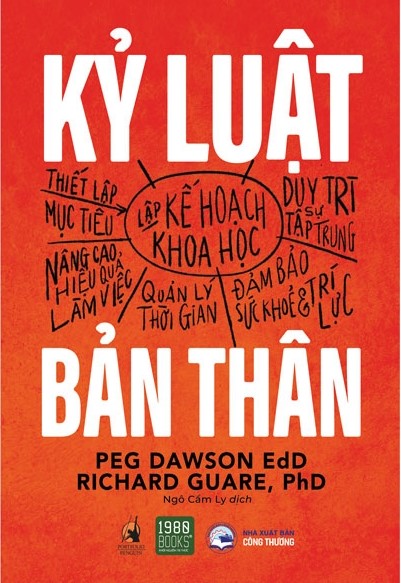 KỶ LUẬT
THIẾT LẬP
MỤC TIÊU
LẬP KẾ HOẠCH
KHOA HỌC
DUY TRÌ
SỰ
TẬP TRUNG
NÂNG CAO
HIỆU QUẢ
LÀM VIỆC
QUẢN LÝ
THỜI GIAN
ĐẢM BẢO
SỨC KHOẺ & TRÍ LỰC
BẢN THÂN
PEG DAWSON EdD
RICHARD GUARE, PhD
Ngô Cẩm Ly dịch
1980
BOOKS
NHÀ XUẤT BẢN
CÔNG THƯƠNG